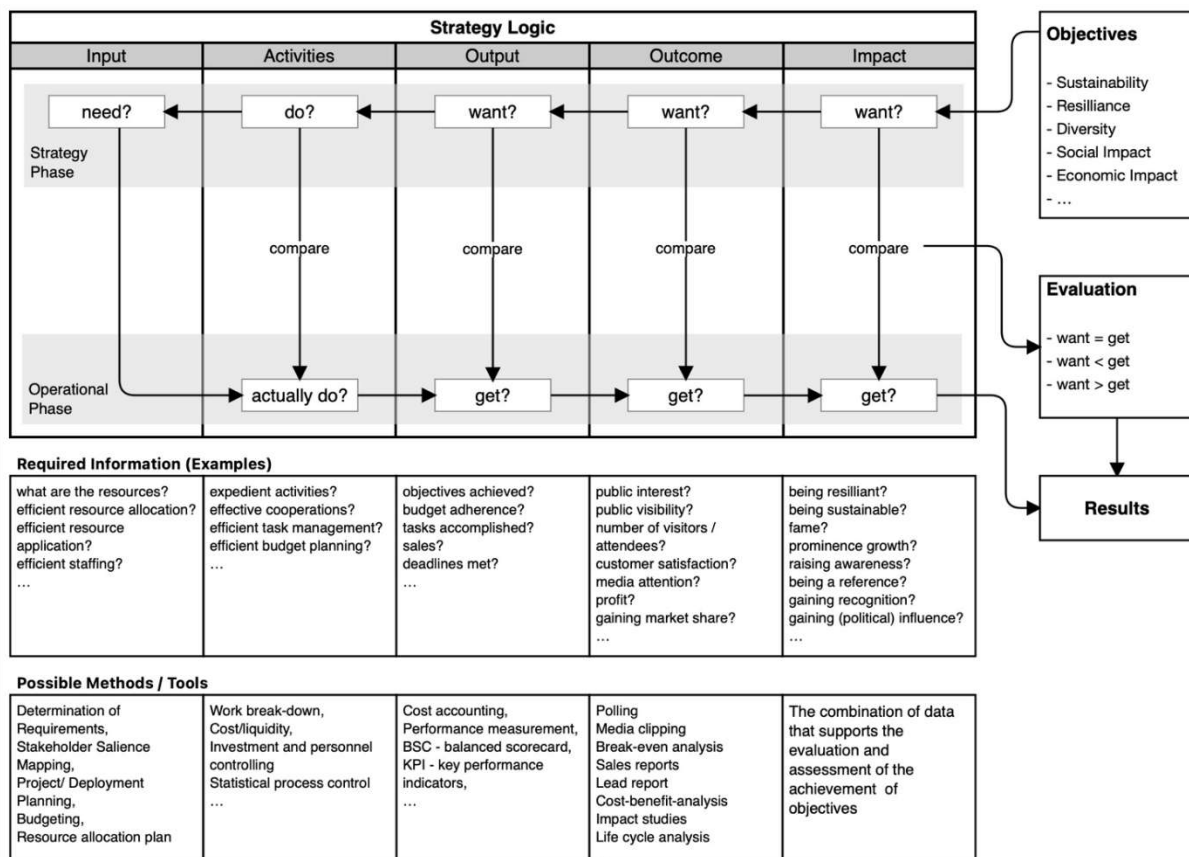 Strategy Logic
Input
Activities
Output
Outcome
Impact
need?
do?
want?
want?
want?
Strategy
Phase
compare
compare
compare
compare
Operational
Phase
actually do?
get?
get?
get?
Objectives
- Sustainability
- Resilliance
- Diversity
- Social Impact
- Economic Impact
- ...
Evaluation
- want = get
- want < get
- want > get
Results
Required Information (Examples)
what are the resources?
efficient resource allocation?
efficient resource
application?
efficient staffing?
...
expedient activities?
effective cooperations?
efficient task management?
efficient budget planning?
...
objectives achieved?
budget adherence?
tasks accomplished?
sales?
deadlines met?
...
public interest?
public visibility?
number of visitors /
attendees?
customer satisfaction?
media attention?
profit?
gaining market share?
...
being resilliant?
being sustainable?
fame?
prominence growth?
raising awareness?
being a reference?
gaining recognition?
gaining (political) influence?
...
Possible Methods / Tools
Determination of
Requirements,
Stakeholder Salience
Mapping,
Project/ Deployment
Planning,
Budgeting,
Resource allocation plan
Work break-down,
Cost/liquidity,
Investment and personnel
controlling
Statistical process control
...
Cost accounting,
Performance measurement,
BSC - balanced scorecard,
KPI - key performance
indicators,
...
Polling
Media clipping
Break-even analysis
Sales reports
Lead report
Cost-benefit-analysis
Impact studies
Life cycle analysis
The combination of data
that supports the
evaluation and
assessment of the
achievement of
objectives